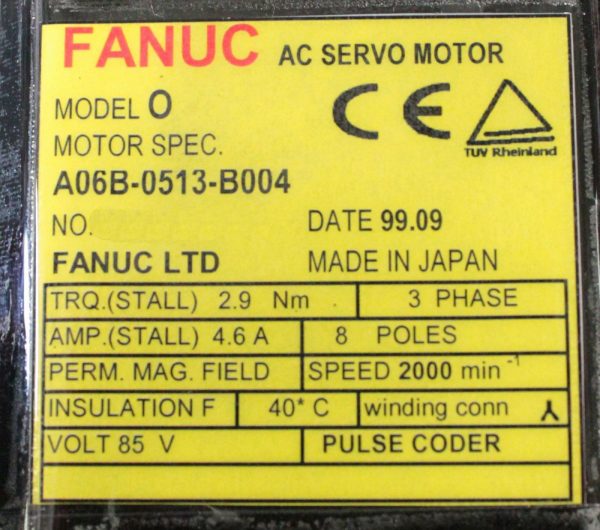 FANUC AC SERVO MOTOR
MODEL O
MOTOR SPEC.
TUV Rheinland
A06B-0513-B004
NO. DATE 99.09
FANUC LTD MADE IN JAPAN
TRQ.(STALL) 2.9 Nm 3 PHASE
AMP.(STALL) 4.6 A 8 POLES
PERM. MAG. FIELD SPEED 2000 min⁻¹
INSULATION F 40* C winding conn ⅄
VOLT 85 V PULSE CODER